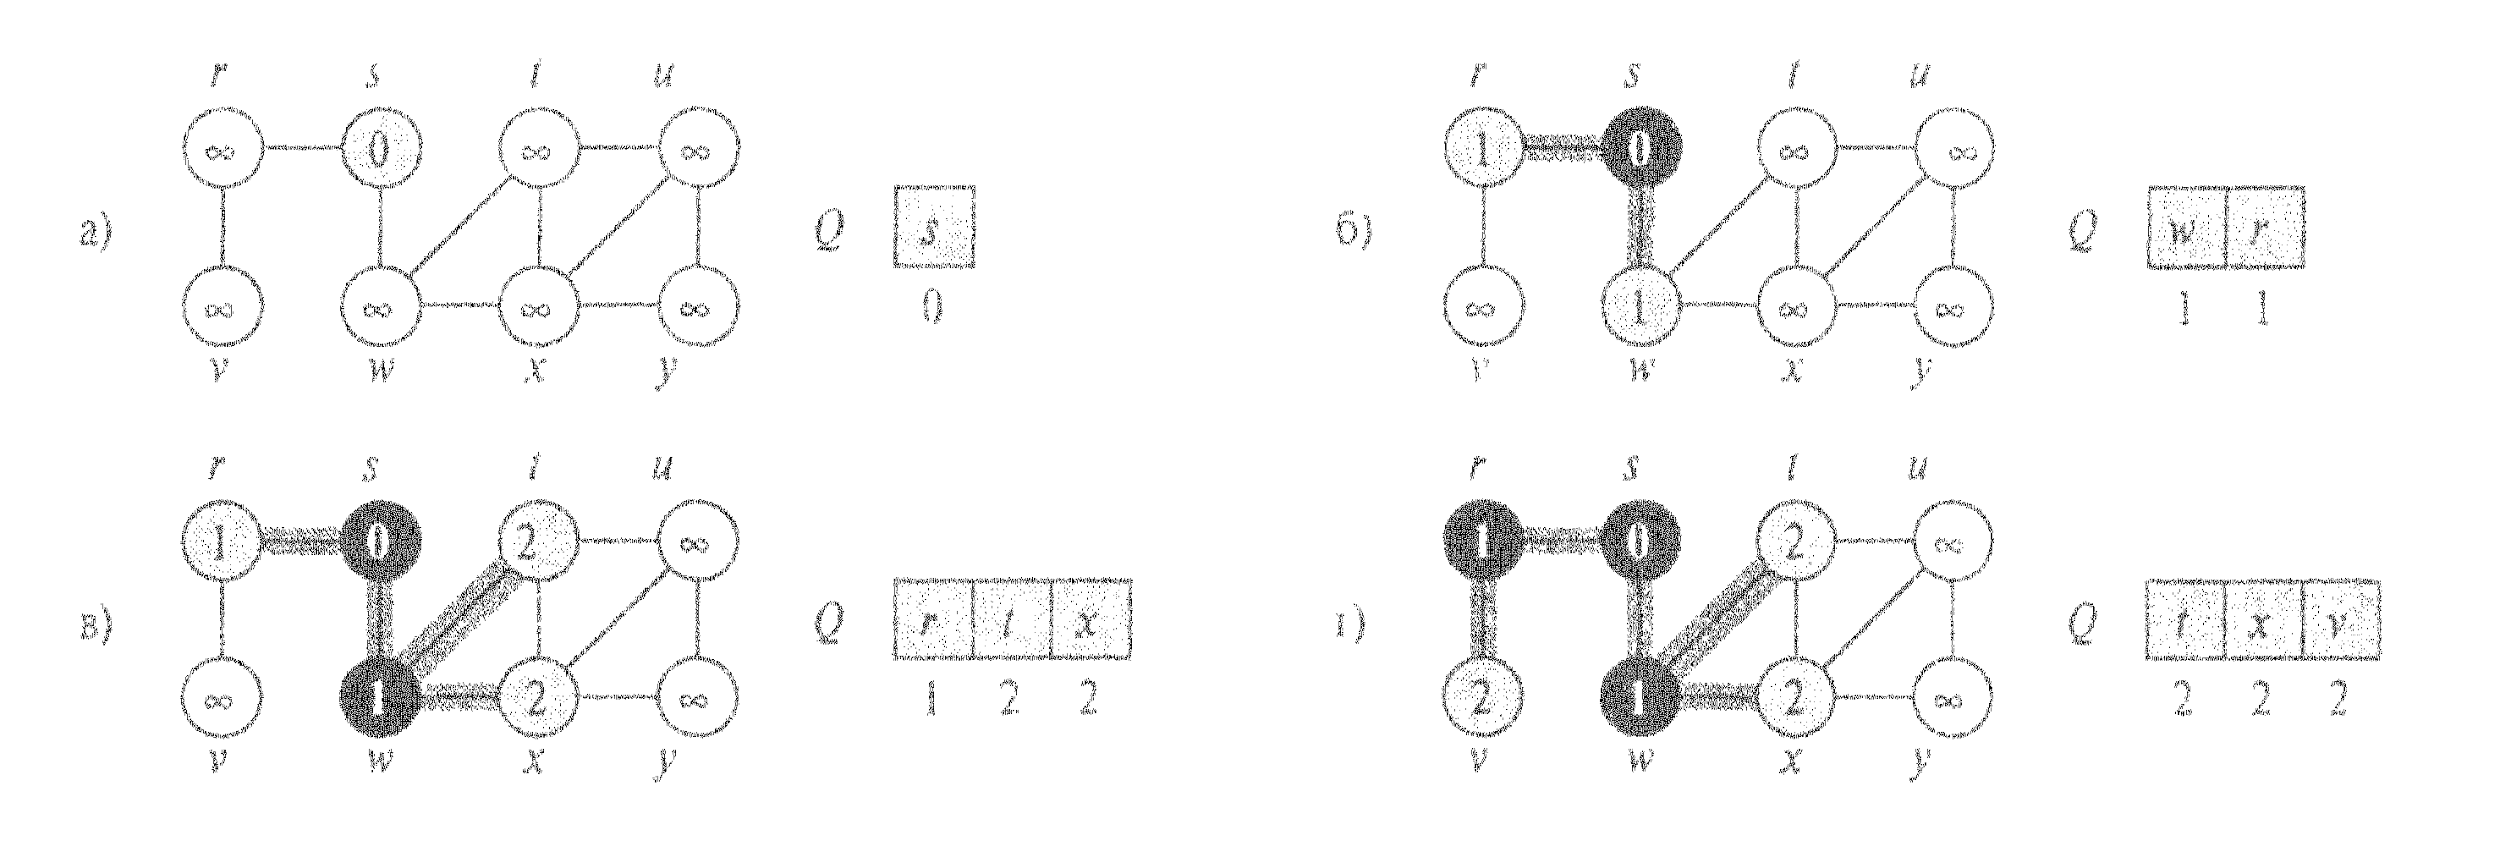 r s t u
∞ 0 ∞ ∞
а) Q s
0
∞ ∞ ∞ ∞
v w x y
r s t u
1 0 ∞ ∞
б) Q w r
1 1
∞ 1 ∞ ∞
v w x y
r s t u
1 0 2 ∞
в) Q r t x
1 2 2
∞ 1 2 ∞
v w x y
r s t u
1 0 2 ∞
г) Q t x v
2 2 2
2 1 2 ∞
v w x y